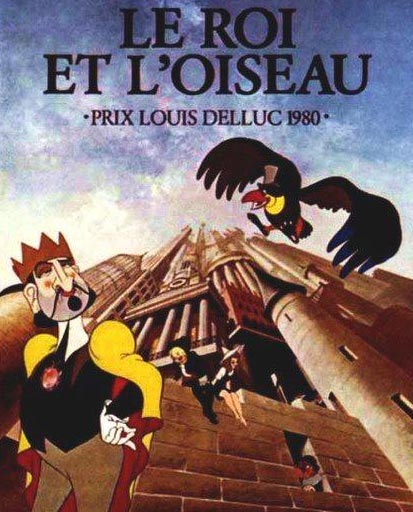 LE ROI
ET L'OISEAU
•PRIX LOUIS DELLUC 1980•